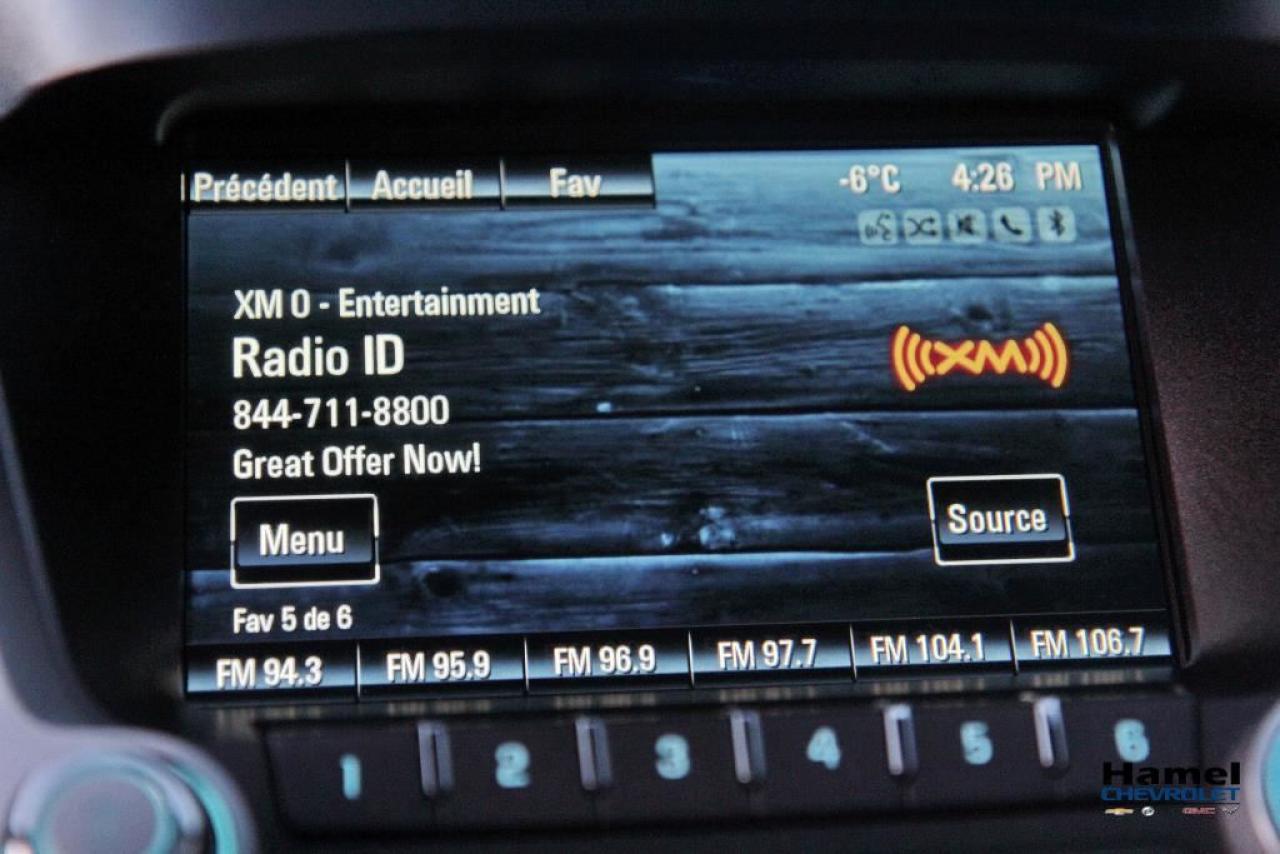 Précédent Accueil Fav -6°C 4:26 PM
XM 0 - Entertainment
Radio ID
844-711-8800
Great Offer Now!
XM
Menu
Source
Fav 5 de 6
FM 94.3 FM 95.9 FM 96.9 FM 97.7 FM 104.1 FM 106.7
1 2 3 4 5 6
Hamel
CHEVROLET
GMC